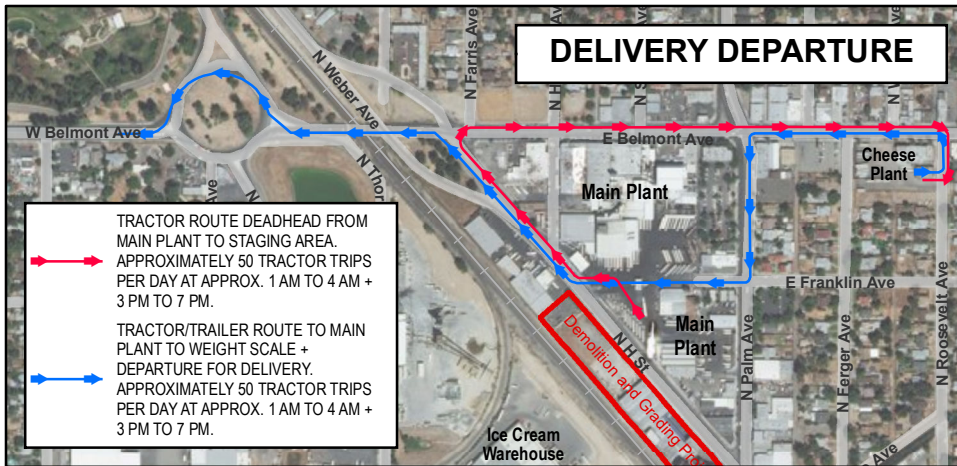 DELIVERY DEPARTURE
N Weber Ave
N Farris Ave
W Belmont Ave
E Belmont Ave
Cheese
Plant
Main Plant
TRACTOR ROUTE DEADHEAD FROM
MAIN PLANT TO STAGING AREA.
APPROXIMATELY 50 TRACTOR TRIPS
PER DAY AT APPROX. 1 AM TO 4 AM +
3 PM TO 7 PM.
TRACTOR/TRAILER ROUTE TO MAIN
PLANT TO WEIGHT SCALE +
DEPARTURE FOR DELIVERY.
APPROXIMATELY 50 TRACTOR TRIPS
PER DAY AT APPROX. 1 AM TO 4 AM +
3 PM TO 7 PM.
E Franklin Ave
Main
Plant
N H St
Demolition and Grading
N Palm Ave
N Ferger Ave
N Roosevelt Ave
Ice Cream
Warehouse